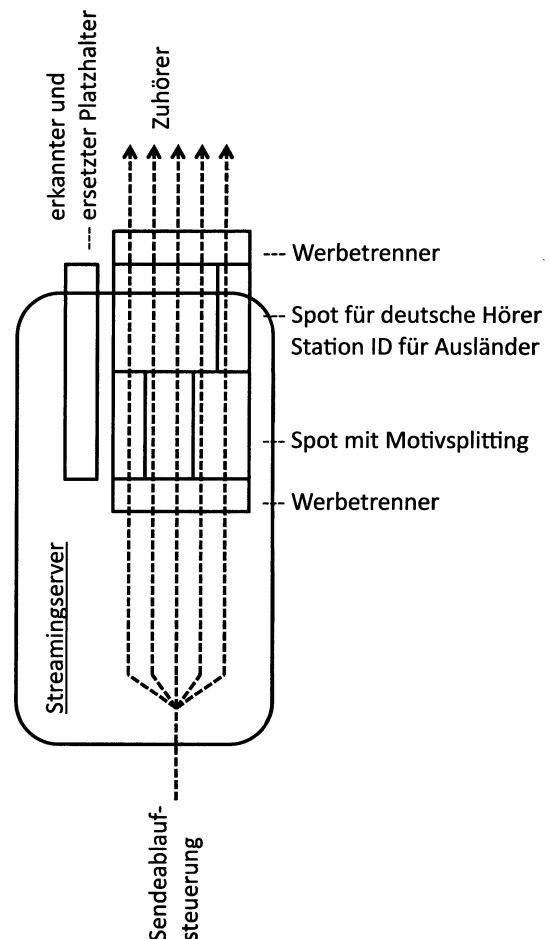 erkannter und
ersetzter Platzhalter
Zuhörer
Werbetrenner
Spot für deutsche Hörer
Station ID für Ausländer
Spot mit Motivsplitting
Werbetrenner
Streamingserver
Sendeablauf-
steuerung